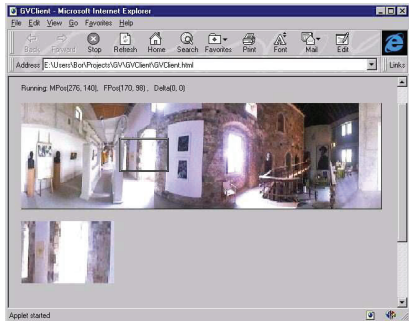 GVClient - Microsoft Internet Explorer
File Edit View Go Favorites Help
Back Forward Stop Refresh Home Search Favorites Print Font Mail Edit
Address E:\Users\Bor\Projects\GV\GVClient\GVClient.html Links
Running: MPos(276, 140), FPos(170, 98), Delta(0, 0)
Applet started